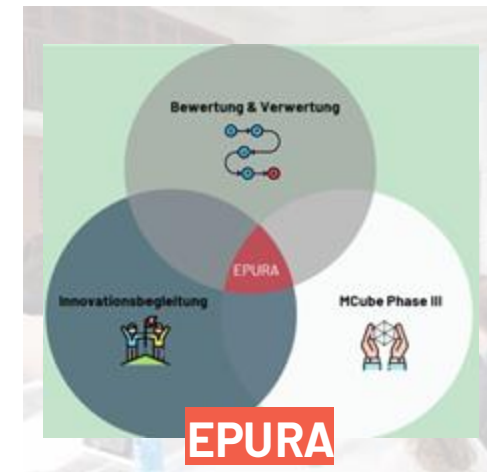 Bewertung & Verwertung
EPURA
Innovationsbegleitung
MCube Phase III
EPURA